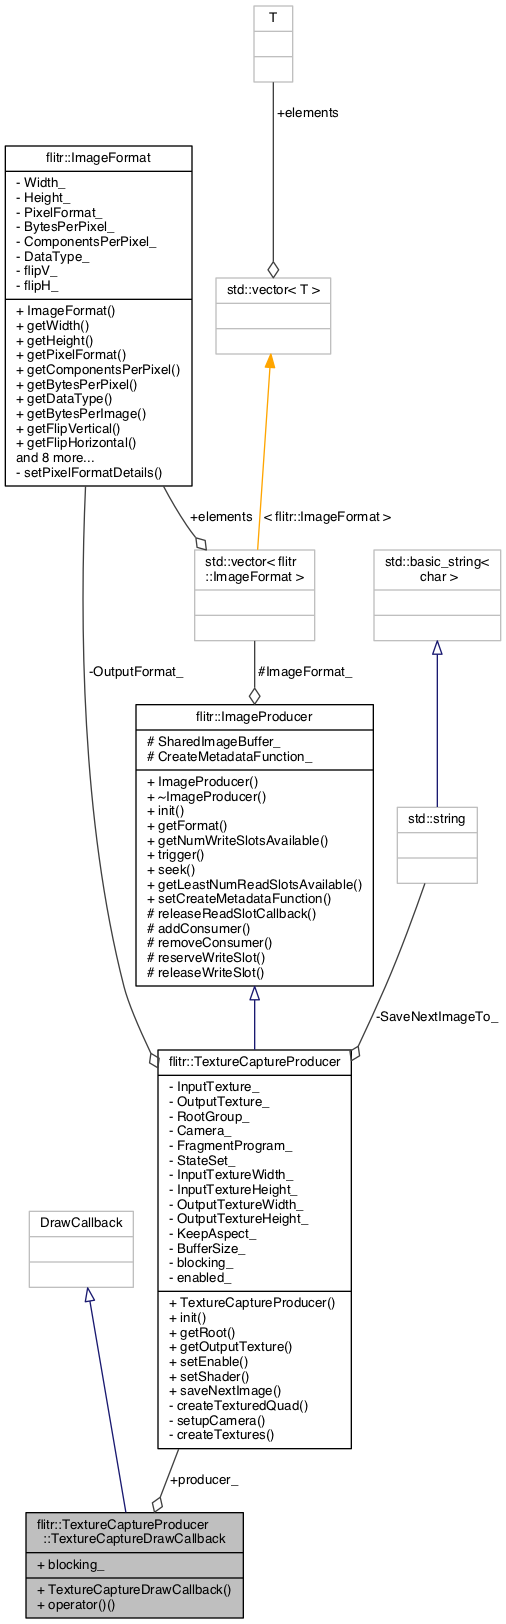 T
+elements
flitr::ImageFormat
- Width_
- Height_
- PixelFormat_
- BytesPerPixel_
- ComponentsPerPixel_
- DataType_
- flipV_
- flipH_
+ ImageFormat()
+ getWidth()
+ getHeight()
+ getPixelFormat()
+ getComponentsPerPixel()
+ getBytesPerPixel()
+ getDataType()
+ getBytesPerImage()
+ getFlipVertical()
+ getFlipHorizontal()
and 8 more...
- setPixelFormatDetails()
std::vector< T >
+elements
< flitr::ImageFormat >
std::vector< flitr
::ImageFormat >
std::basic_string<
char >
-OutputFormat_
#ImageFormat_
flitr::ImageProducer
# SharedImageBuffer_
# CreateMetadataFunction_
+ ImageProducer()
+ ~ImageProducer()
+ init()
+ getFormat()
+ getNumWriteSlotsAvailable()
+ trigger()
+ seek()
+ getLeastNumReadSlotsAvailable()
+ setCreateMetadataFunction()
# releaseReadSlotCallback()
# addConsumer()
# removeConsumer()
# reserveWriteSlot()
# releaseWriteSlot()
std::string
-SaveNextImageTo_
flitr::TextureCaptureProducer
- InputTexture_
- OutputTexture_
- RootGroup_
- Camera_
- FragmentProgram_
- StateSet_
- InputTextureWidth_
- InputTextureHeight_
- OutputTextureWidth_
- OutputTextureHeight_
- KeepAspect_
- BufferSize_
- blocking_
- enabled_
+ TextureCaptureProducer()
+ init()
+ getRoot()
+ getOutputTexture()
+ setEnable()
+ setShader()
+ saveNextImage()
- createTexturedQuad()
- setupCamera()
- createTextures()
DrawCallback
+producer_
flitr::TextureCaptureProducer
::TextureCaptureDrawCallback
+ blocking_
+ TextureCaptureDrawCallback()
+ operator()()